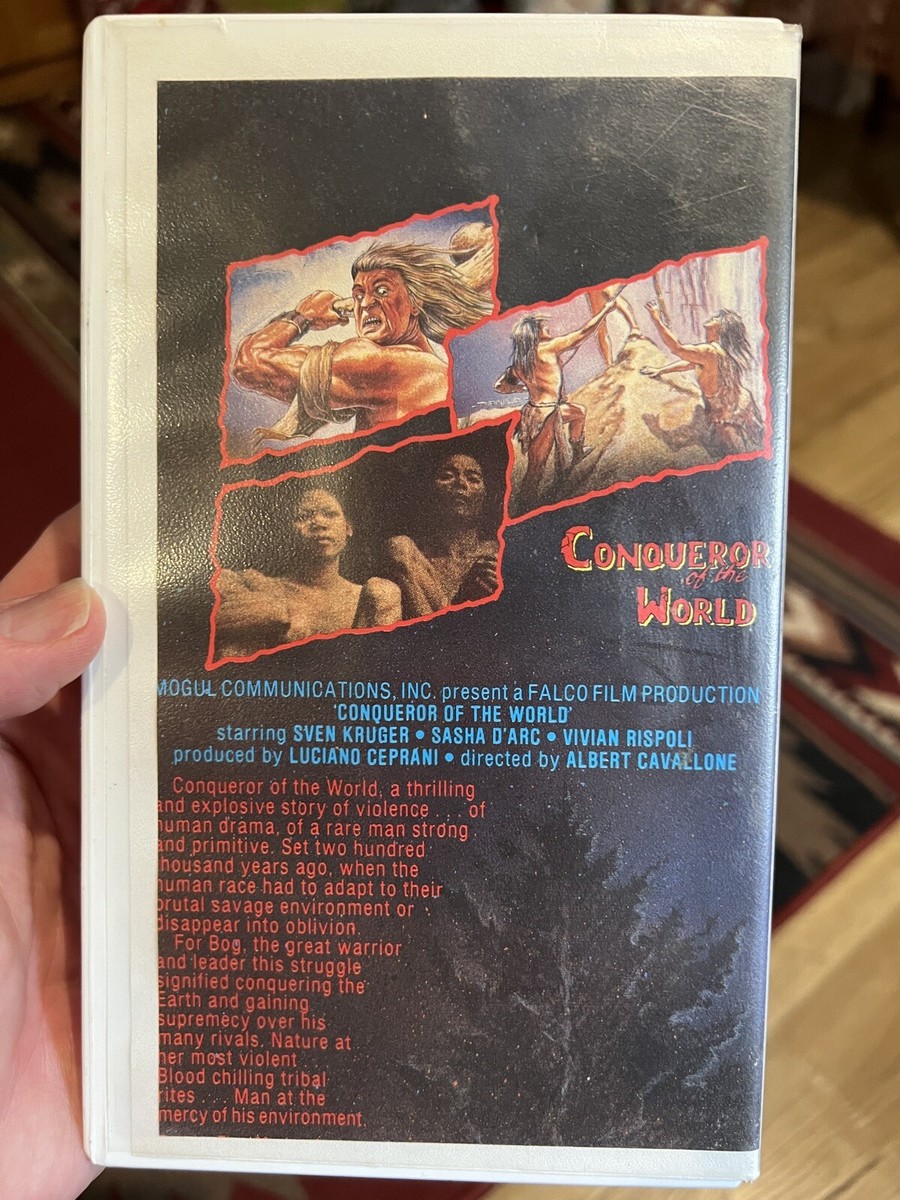 CONQUEROR
of the
WORLD
MOGUL COMMUNICATIONS, INC. present a FALCO FILM PRODUCTION
'CONQUEROR OF THE WORLD'
starring SVEN KRUGER • SASHA D'ARC • VIVIAN RISPOLI
produced by LUCIANO CEPRANI • directed by ALBERT CAVALLONE
Conqueror of the World, a thrilling
and explosive story of violence . . . of
human drama, of a rare man strong
and primitive. Set two hundred
thousand years ago, when the
human race had to adapt to their
brutal savage environment or
disappear into oblivion.
For Bog, the great warrior
and leader this struggle
signified conquering the
Earth and gaining
supremacy over his
many rivals. Nature at
her most violent
Blood chilling tribal
rites . . . Man at the
mercy of his environment.